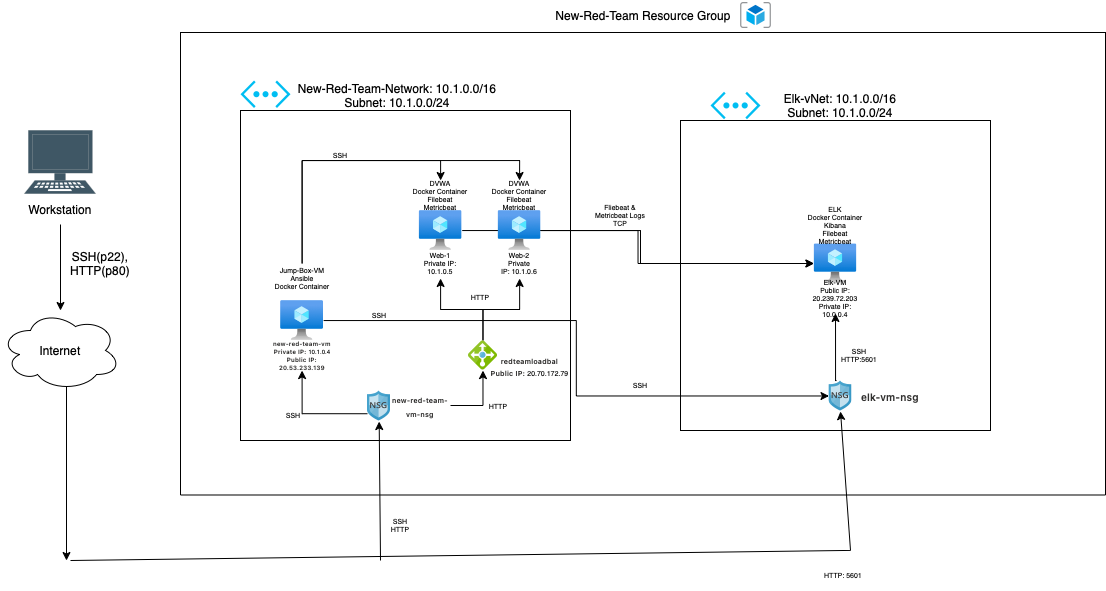 New-Red-Team Resource Group
New-Red-Team-Network: 10.1.0.0/16
Subnet: 10.1.0.0/24
Elk-vNet: 10.1.0.0/16
Subnet: 10.1.0.0/24
Workstation
SSH(p22),
HTTP(p80)
Internet
SSH
DVWA
Docker Container
Filebeat
Metricbeat
Web-1
Private IP:
10.1.0.5
DVWA
Docker Container
Filebeat
Metricbeat
Web-2
Private
IP: 10.1.0.6
Filebeat &
Metricbeat Logs
TCP
ELK
Docker Container
Kibana
Filebeat
Metricbeat
Elk-VM
Public IP:
20.239.72.203
Private IP:
10.0.0.4
Jump-Box-VM
Ansible
Docker Container
new-red-team-vm
Private IP: 10.1.0.4
Public IP:
20.53.233.139
SSH
HTTP
redteamloadbal
Public IP: 20.70.172.79
SSH
HTTP:5601
SSH
NSG
elk-vm-nsg
NSG
new-red-team-
vm-nsg
SSH
HTTP
SSH
HTTP
HTTP: 5601